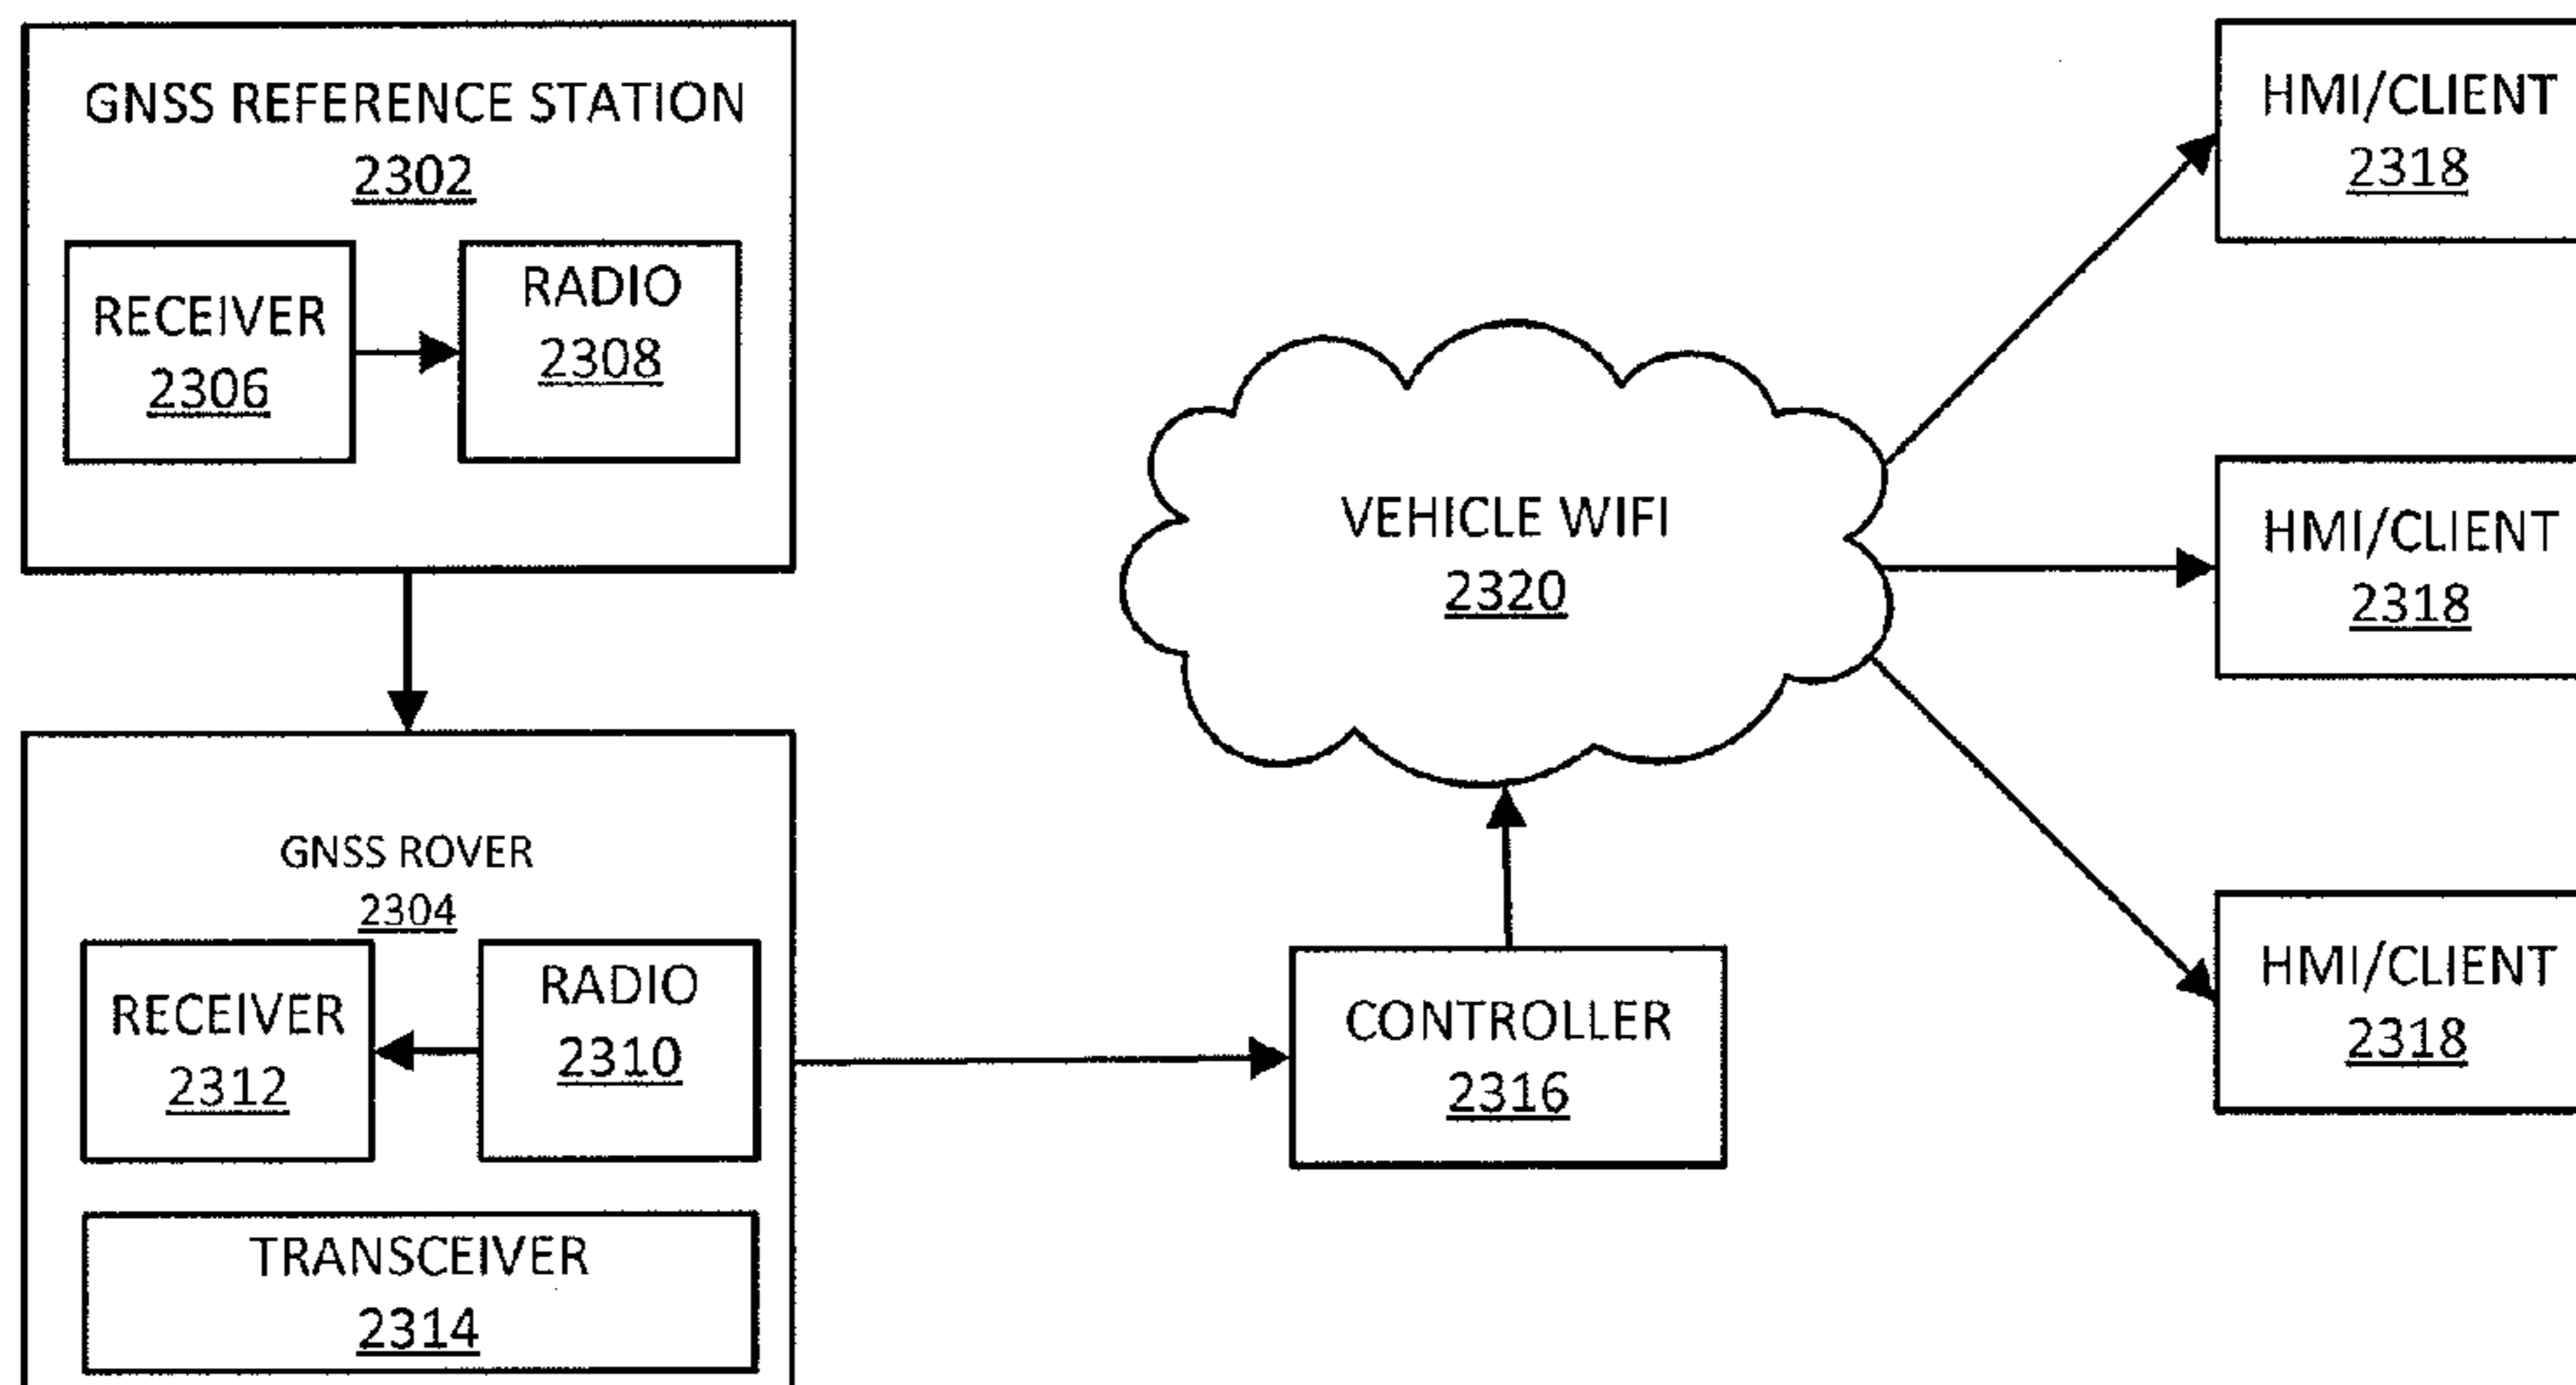 GNSS REFERENCE STATION
2302
RECEIVER
2306
RADIO
2308
GNSS ROVER
2304
RECEIVER
2312
RADIO
2310
TRANSCEIVER
2314
VEHICLE WIFI
2320
CONTROLLER
2316
HMI/CLIENT
2318
HMI/CLIENT
2318
HMI/CLIENT
2318